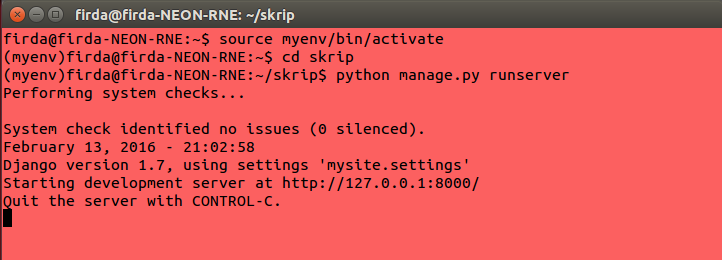 firda@firda-NEON-RNE: ~/skrip
firda@firda-NEON-RNE:~$ source myenv/bin/activate
(myenv)firda@firda-NEON-RNE:~$ cd skrip
(myenv)firda@firda-NEON-RNE:~/skrip$ python manage.py runserver
Performing system checks...

System check identified no issues (0 silenced).
February 13, 2016 - 21:02:58
Django version 1.7, using settings 'mysite.settings'
Starting development server at http://127.0.0.1:8000/
Quit the server with CONTROL-C.